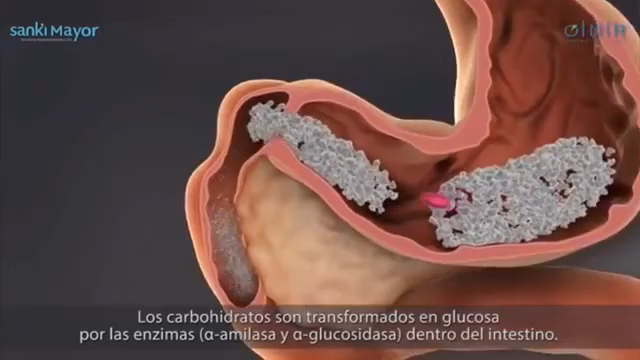 sanki Mayor
Los carbohidratos son transformados en glucosa
por las enzimas (α-amilasa y α-glucosidasa) dentro del intestino.